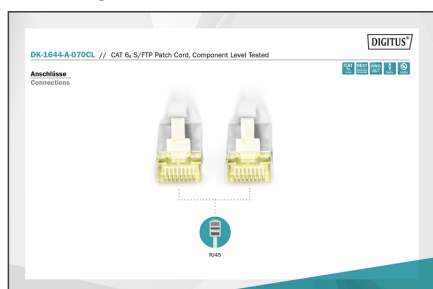 DIGITUS®
DK-1644-A-070CL // CAT 6A S/FTP Patch Cord, Component Level Tested
Anschlüsse
Connections
RJ45